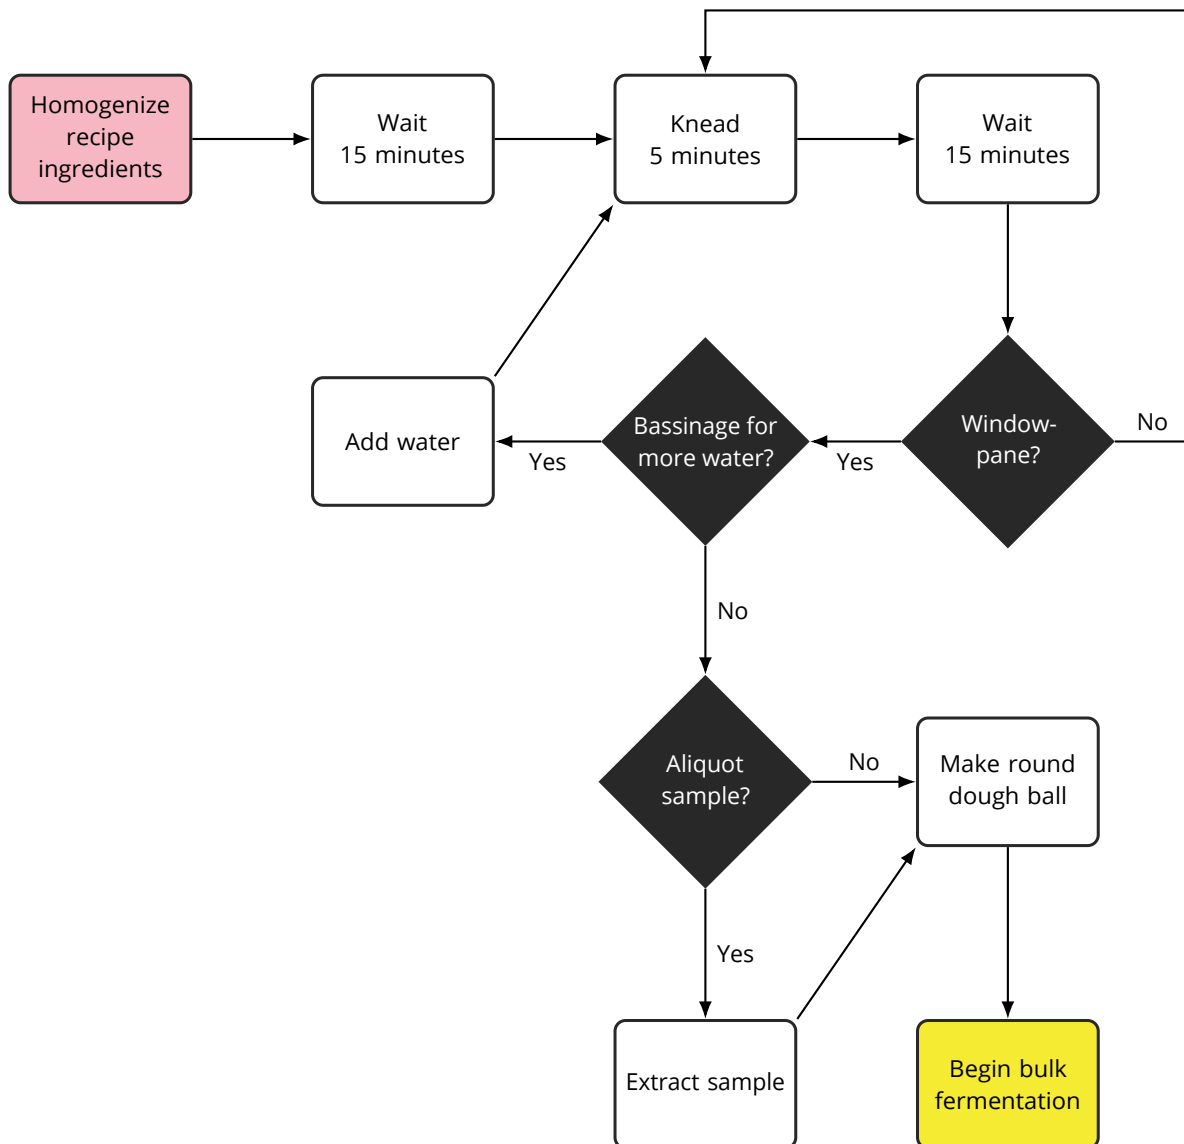 Homogenize
recipe
ingredients
Wait
15 minutes
Knead
5 minutes
Wait
15 minutes
Add water
Yes
Bassinage for
more water?
Yes
Window-
pane?
No
No
Aliquot
sample?
No
Make round
dough ball
Yes
Extract sample
Begin bulk
fermentation